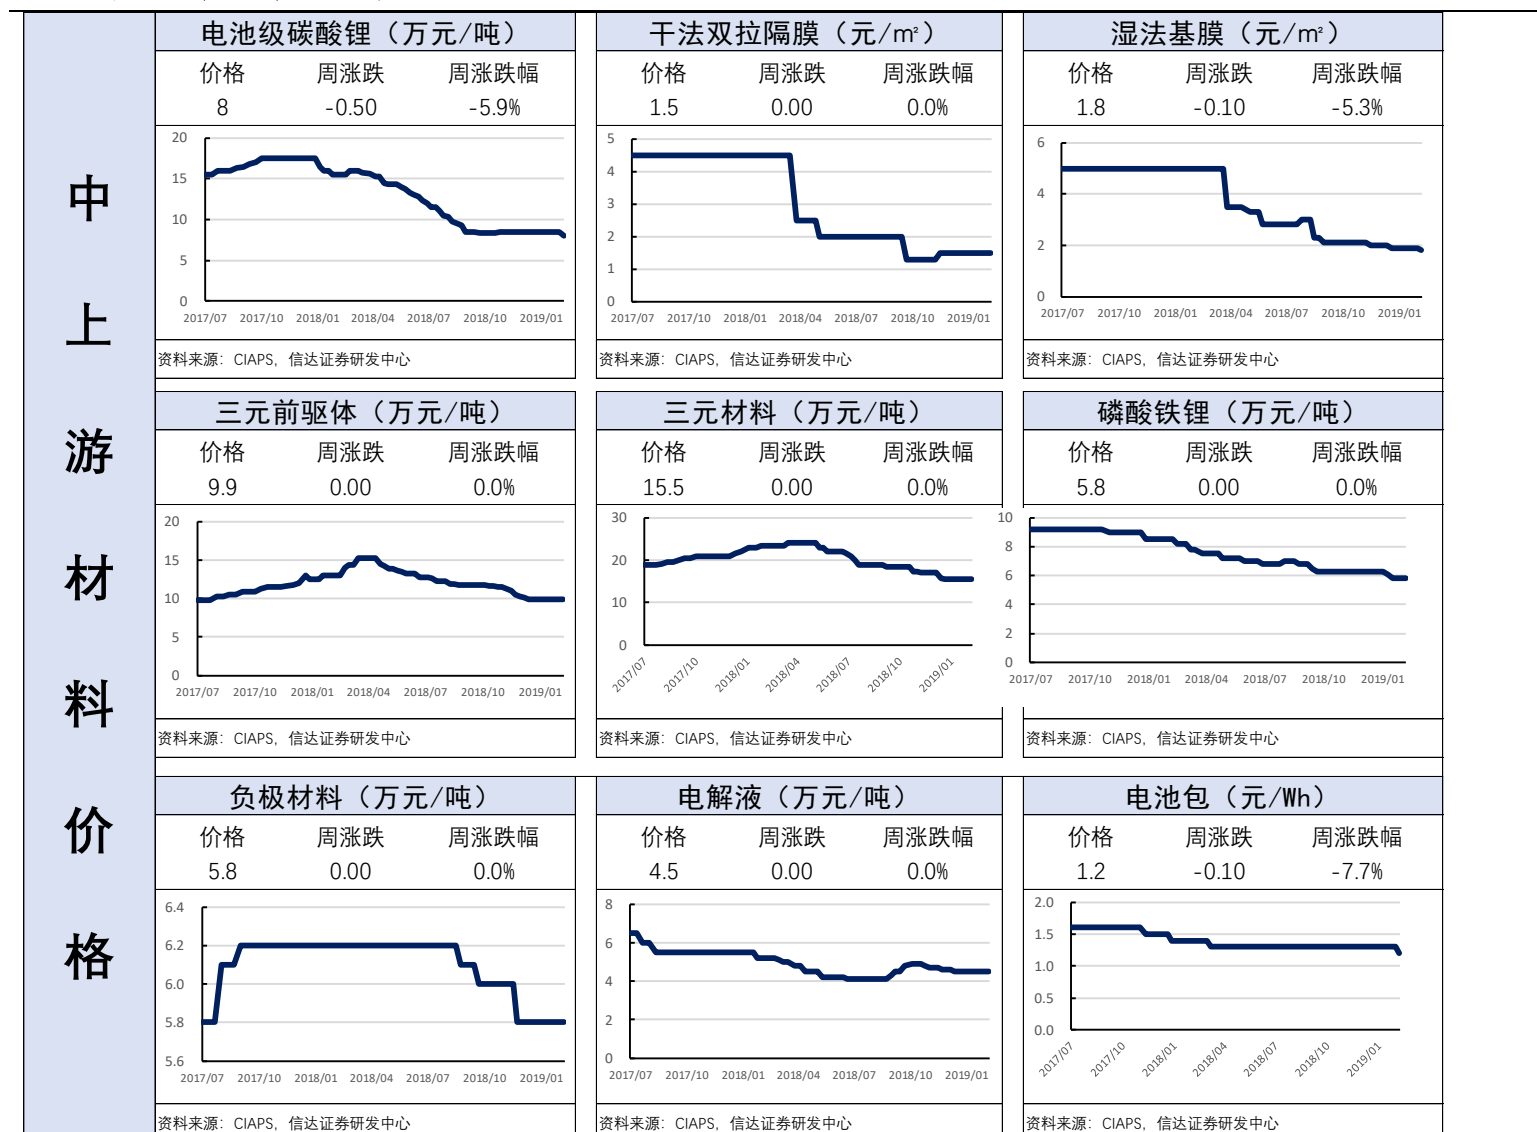 中
上
游
材
料
价
格
电池级碳酸锂（万元/吨）
价格 周涨跌 周涨跌幅
8 -0.50 -5.9%
20
15
10
5
0
2017/07 2017/10 2018/01 2018/04 2018/07 2018/10 2019/01
资料来源：CIAPS，信达证券研发中心
干法双拉隔膜（元/㎡）
价格 周涨跌 周涨跌幅
1.5 0.00 0.0%
5
4
3
2
1
0
2017/07 2017/10 2018/01 2018/04 2018/07 2018/10 2019/01
资料来源：CIAPS，信达证券研发中心
湿法基膜（元/㎡）
价格 周涨跌 周涨跌幅
1.8 -0.10 -5.3%
6
4
2
0
2017/07 2017/10 2018/01 2018/04 2018/07 2018/10 2019/01
资料来源：CIAPS，信达证券研发中心
三元前驱体（万元/吨）
价格 周涨跌 周涨跌幅
9.9 0.00 0.0%
20
15
10
5
0
2017/07 2017/10 2018/01 2018/04 2018/07 2018/10 2019/01
资料来源：CIAPS，信达证券研发中心
三元材料（万元/吨）
价格 周涨跌 周涨跌幅
15.5 0.00 0.0%
30
20
10
0
2017/07 2017/10 2018/01 2018/04 2018/07 2018/10 2019/01
资料来源：CIAPS，信达证券研发中心
磷酸铁锂（万元/吨）
价格 周涨跌 周涨跌幅
5.8 0.00 0.0%
10
8
6
4
2
0
2017/07 2017/10 2018/01 2018/04 2018/07 2018/10 2019/01
资料来源：CIAPS，信达证券研发中心
负极材料（万元/吨）
价格 周涨跌 周涨跌幅
5.8 0.00 0.0%
6.4
6.2
6.0
5.8
5.6
2017/07 2017/10 2018/01 2018/04 2018/07 2018/10 2019/01
资料来源：CIAPS，信达证券研发中心
电解液（万元/吨）
价格 周涨跌 周涨跌幅
4.5 0.00 0.0%
8
6
4
2
0
2017/07 2017/10 2018/01 2018/04 2018/07 2018/10 2019/01
资料来源：CIAPS，信达证券研发中心
电池包（元/Wh）
价格 周涨跌 周涨跌幅
1.2 -0.10 -7.7%
2.0
1.5
1.0
0.5
0.0
2017/07 2017/10 2018/01 2018/04 2018/07 2018/10 2019/01
资料来源：CIAPS，信达证券研发中心